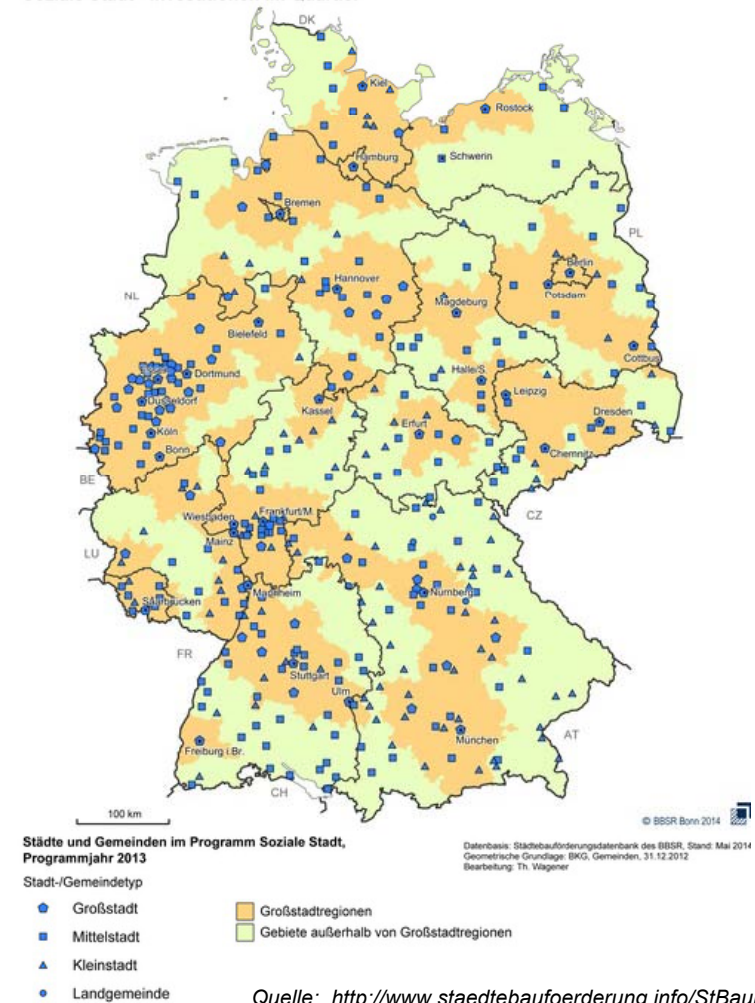 DK
Kiel
Rostock
Hamburg
Schwerin
Bremen
PL
Berlin
Potsdam
NL
Hannover
Magdeburg
Bielefeld
Cottbus
Essen
Dortmund
Halle/S.
Leipzig
Düsseldorf
Kassel
Erfurt
Dresden
Köln
Bonn
Chemnitz
BE
Wiesbaden
Frankfurt/M.
CZ
Mainz
LU
Saarbrücken
Mannheim
Nürnberg
FR
Stuttgart
Ulm
München
AT
Freiburg i.Br.
CH
100 km
© BBSR Bonn 2014
Städte und Gemeinden im Programm Soziale Stadt,
Programmjahr 2013
Datenbasis: Städtebauförderungsdatenbank des BBSR, Stand: Mai 2014
Geometrische Grundlage: BKG, Gemeinden, 31.12.2012
Bearbeitung: Th. Wagener
Stadt-/Gemeindetyp
Großstadt
Mittelstadt
Kleinstadt
Landgemeinde
Großstadtregionen
Gebiete außerhalb von Großstadtregionen
Quelle: http://www.staedtebaufoerderung.info/StBau